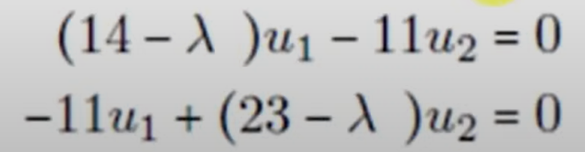 (14 − λ )u₁ − 11u₂ = 0
−11u₁ + (23 − λ )u₂ = 0